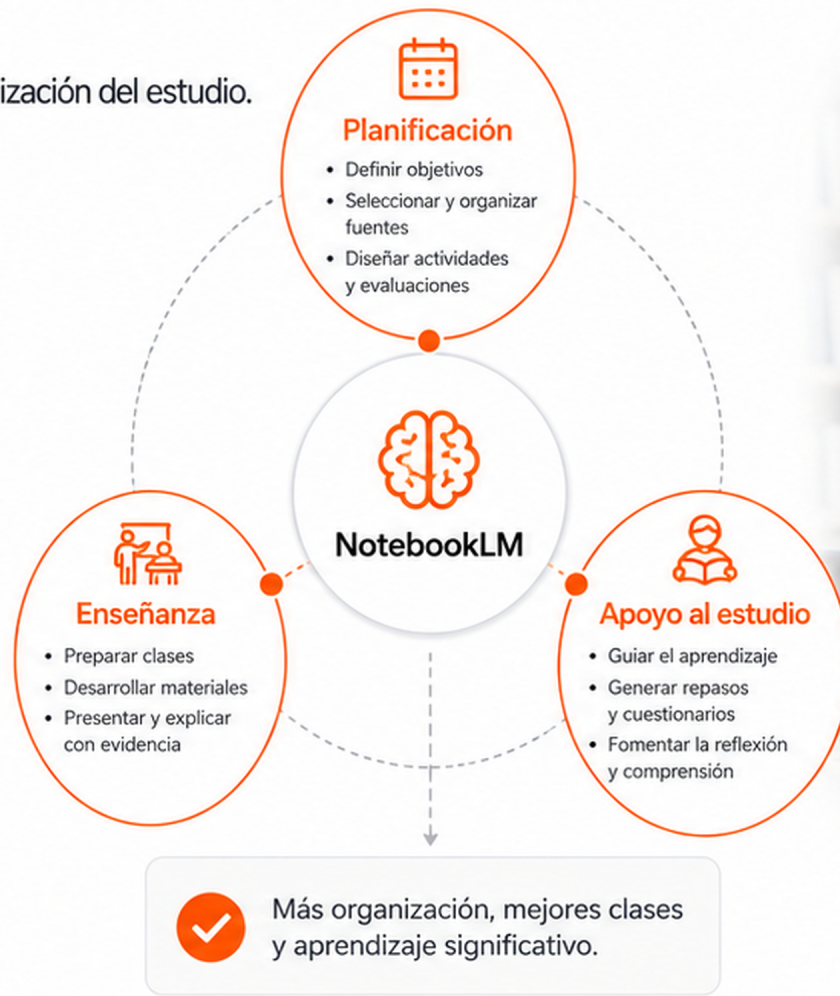 ización del estudio.
Planificación
• Definir objetivos
• Seleccionar y organizar
fuentes
• Diseñar actividades
y evaluaciones
NotebookLM
Enseñanza
• Preparar clases
• Desarrollar materiales
• Presentar y explicar
con evidencia
Apoyo al estudio
• Guiar el aprendizaje
• Generar repasos
y cuestionarios
• Fomentar la reflexión
y comprensión
Más organización, mejores clases
y aprendizaje significativo.